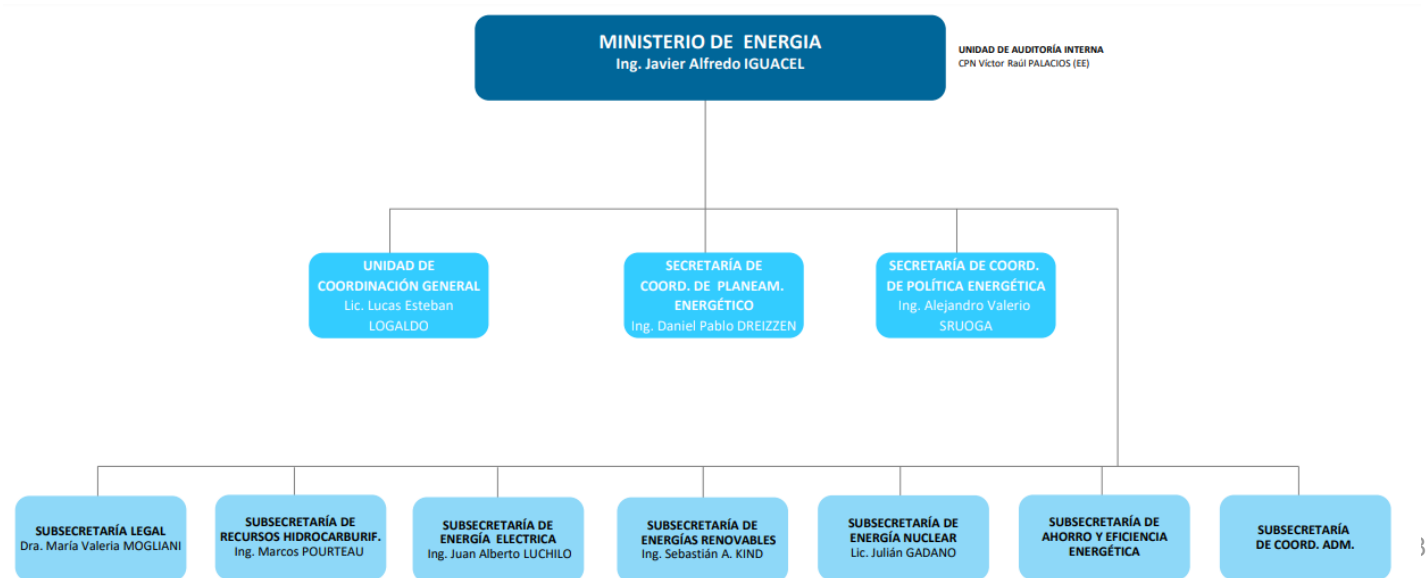 MINISTERIO DE ENERGIA
Ing. Javier Alfredo IGUACEL
UNIDAD DE AUDITORÍA INTERNA
CPN Víctor Raúl PALACIOS (EE)
UNIDAD DE
COORDINACIÓN GENERAL
Lic. Lucas Esteban
LOGALDO
SECRETARÍA DE
COORD. DE PLANEAM.
ENERGÉTICO
Ing. Daniel Pablo DREIZZEN
SECRETARÍA DE COORD.
DE POLÍTICA ENERGÉTICA
Ing. Alejandro Valerio
SRUOGA
SUBSECRETARÍA LEGAL
Dra. María Valeria MOGLIANI
SUBSECRETARÍA DE
RECURSOS HIDROCARBURIF.
Ing. Marcos POURTEAU
SUBSECRETARÍA DE
ENERGÍA ELECTRICA
Ing. Juan Alberto LUCHILO
SUBSECRETARÍA DE
ENERGÍAS RENOVABLES
Ing. Sebastián A. KIND
SUBSECRETARÍA DE
ENERGÍA NUCLEAR
Lic. Julián GADANO
SUBSECRETARÍA DE
AHORRO Y EFICIENCIA
ENERGÉTICA
SUBSECRETARÍA
DE COORD. ADM.